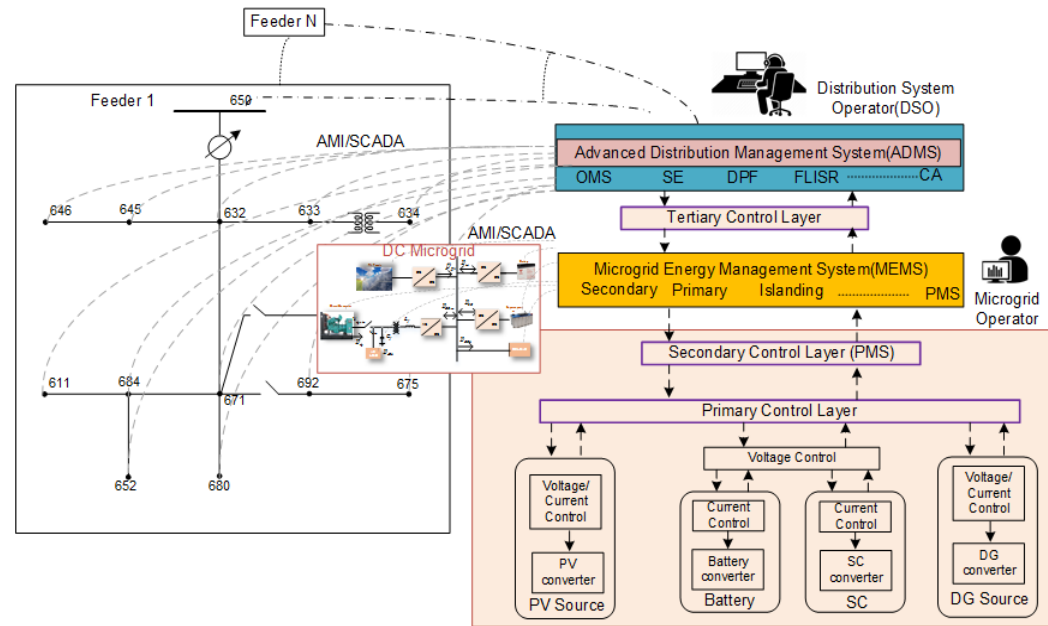 Feeder N
Feeder 1
650
AMI/SCADA
646
645
632
633
634
611
684
671
692
675
652
680
AMI/SCADA
DC Microgrid
Distribution System
Operator(DSO)
Advanced Distribution Management System(ADMS)
OMS SE DPF FLISR CA
Tertiary Control Layer
Microgrid Energy Management System(MEMS)
Secondary Primary Islanding PMS
Microgrid
Operator
Secondary Control Layer (PMS)
Primary Control Layer
Voltage Control
Voltage/
Current
Control
PV
converter
PV Source
Current
Control
Battery
converter
Battery
Current
Control
SC
converter
SC
Voltage/
Current
Control
DG
converter
DG Source